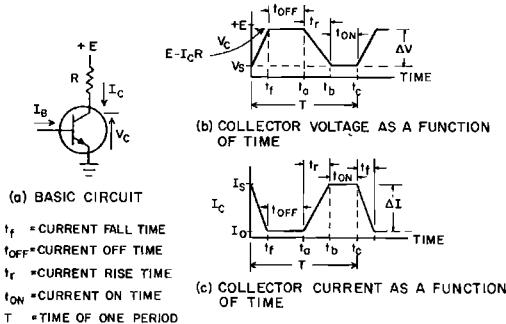 +E
R
I_C
I_B
V_C
(a) BASIC CIRCUIT
t_f = CURRENT FALL TIME
t_OFF = CURRENT OFF TIME
t_r = CURRENT RISE TIME
t_ON = CURRENT ON TIME
T = TIME OF ONE PERIOD
+E
t_OFF
t_r
V_C
t_ON
E-I_CR
ΔV
V_S
TIME
t_f
t_a
t_b
t_c
T
(b) COLLECTOR VOLTAGE AS A FUNCTION
OF TIME
t_r
t_f
I_S
t_ON
I_C
t_OFF
ΔI
I_O
TIME
t_f
t_a
t_b
t_c
T
(c) COLLECTOR CURRENT AS A FUNCTION
OF TIME